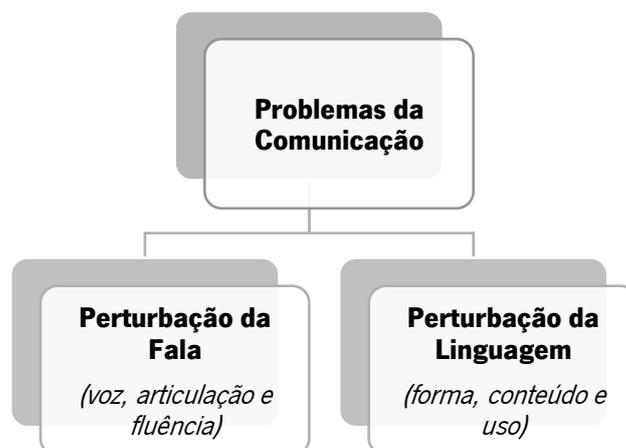 Problemas da
Comunicação
Perturbação da
Fala
(voz, articulação e
fluência)
Perturbação da
Linguagem
(forma, conteúdo e
uso)